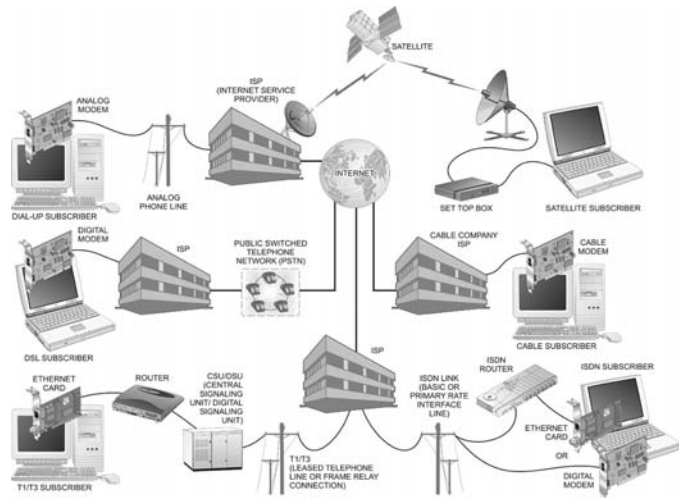 SATELLITE
ISP
(INTERNET SERVICE
PROVIDER)
ANALOG
MODEM
INTERNET
ANALOG
PHONE LINE
DIAL-UP SUBSCRIBER
SET TOP BOX
SATELLITE SUBSCRIBER
DIGITAL
MODEM
ISP
PUBLIC SWITCHED
TELEPHONE
NETWORK (PSTN)
CABLE COMPANY
ISP
CABLE
MODEM
DSL SUBSCRIBER
CABLE SUBSCRIBER
ETHERNET
CARD
ROUTER
CSU/DSU
(CENTRAL
SIGNALING
UNIT/ DIGITAL
SIGNALING
UNIT)
ISP
ISDN LINK
(BASIC OR
PRIMARY RATE
INTERFACE
LINE)
ISDN
ROUTER
ISDN SUBSCRIBER
ETHERNET
CARD
OR
DIGITAL
MODEM
T1/T3 SUBSCRIBER
T1/T3
(LEASED TELEPHONE
LINE OR FRAME RELAY
CONNECTION)